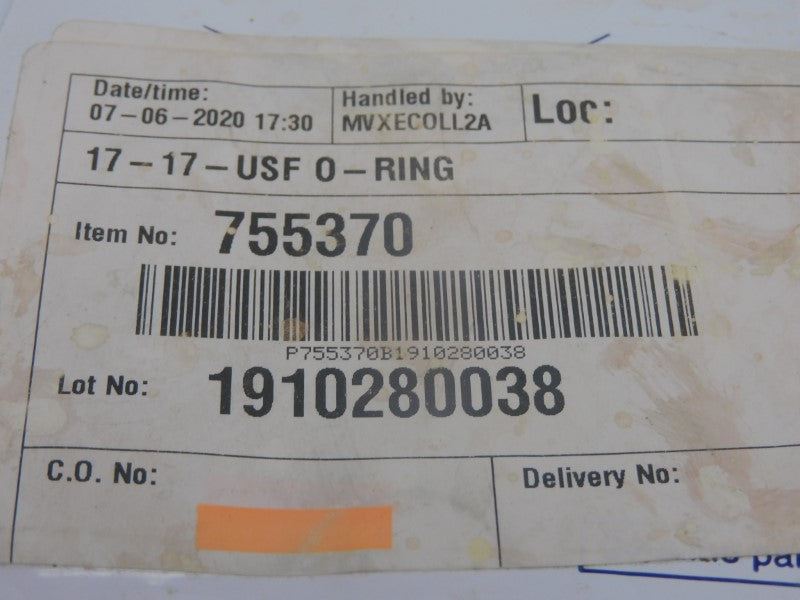 Date/time:
07-06-2020 17:30
Handled by:
MVXECOLL2A
Loc:
17-17-USF O-RING
Item No: 755370
P755370B1910280038
Lot No: 1910280038
C.O. No:
Delivery No: